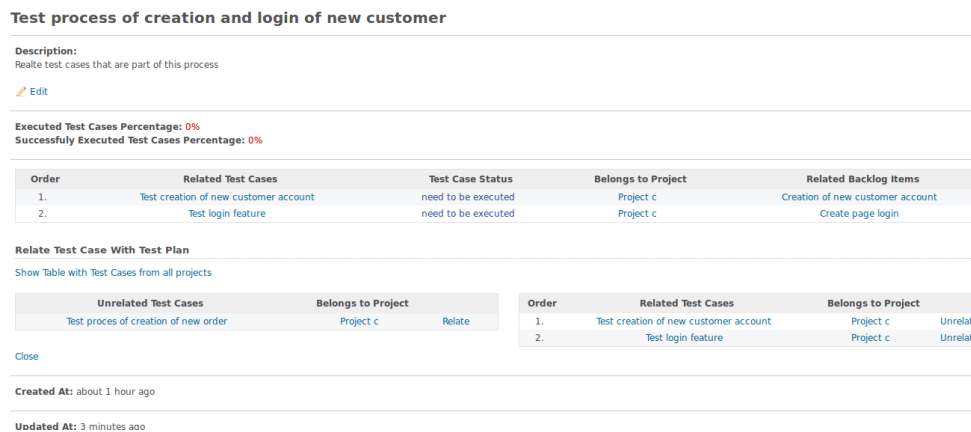 Test process of creation and login of new customer
Description:
Realte test cases that are part of this process
Edit
Executed Test Cases Percentage: 0%
Successfuly Executed Test Cases Percentage: 0%
Order Related Test Cases Test Case Status Belongs to Project Related Backlog Items
1. Test creation of new customer account need to be executed Project c Creation of new customer account
2. Test login feature need to be executed Project c Create page login
Relate Test Case With Test Plan
Show Table with Test Cases from all projects
Unrelated Test Cases Belongs to Project
Test proces of creation of new order Project c Relate
Order Related Test Cases Belongs to Project
1. Test creation of new customer account Project c Unrelat
2. Test login feature Project c Unrelat
Close
Created At: about 1 hour ago
Updated At: 3 minutes ago